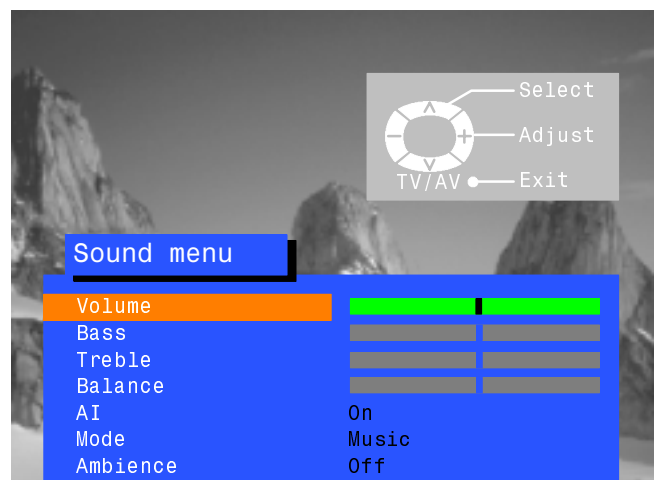 Select
Adjust
TV/AV Exit
Sound menu
Volume
Bass
Treble
Balance
AI On
Mode Music
Ambience Off